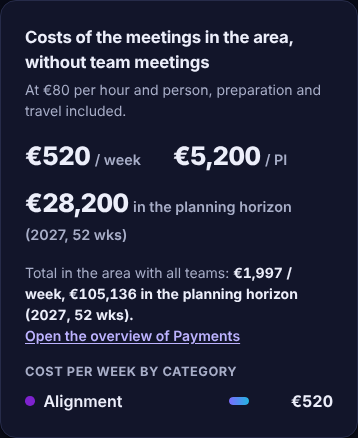 Costs of the meetings in the area,
without team meetings
At €80 per hour and person, preparation and
travel included.
€520 / week €5,200 / PI
€28,200 in the planning horizon
(2027, 52 wks)
Total in the area with all teams: €1,997 /
week, €105,136 in the planning horizon
(2027, 52 wks).
Open the overview of Payments
COST PER WEEK BY CATEGORY
Alignment €520